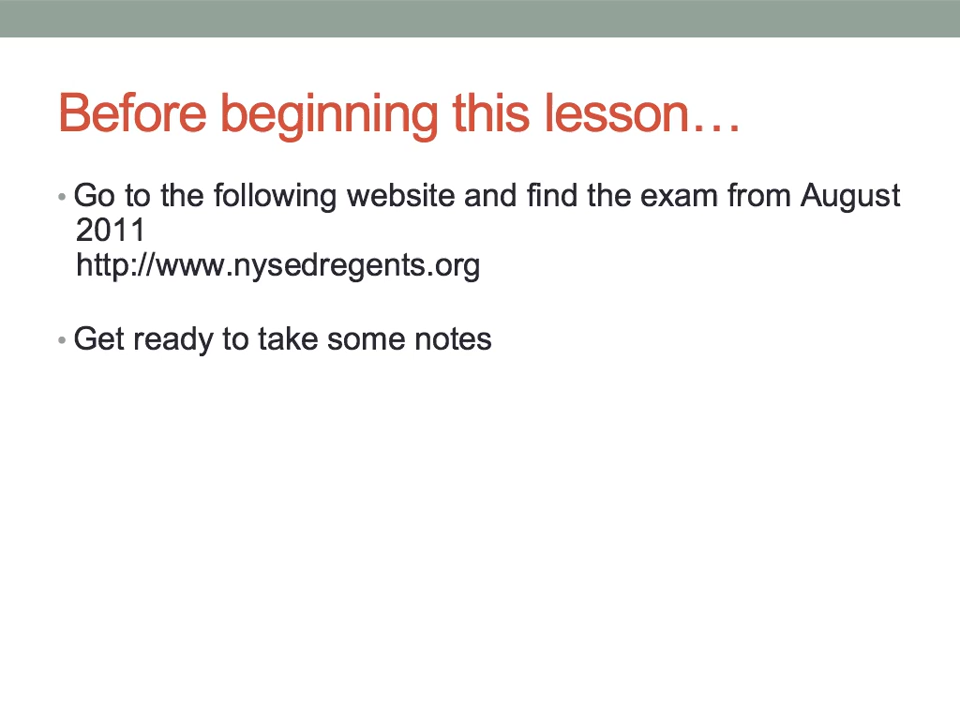 Before beginning this lesson…
• Go to the following website and find the exam from August
2011
http://www.nysedregents.org
• Get ready to take some notes